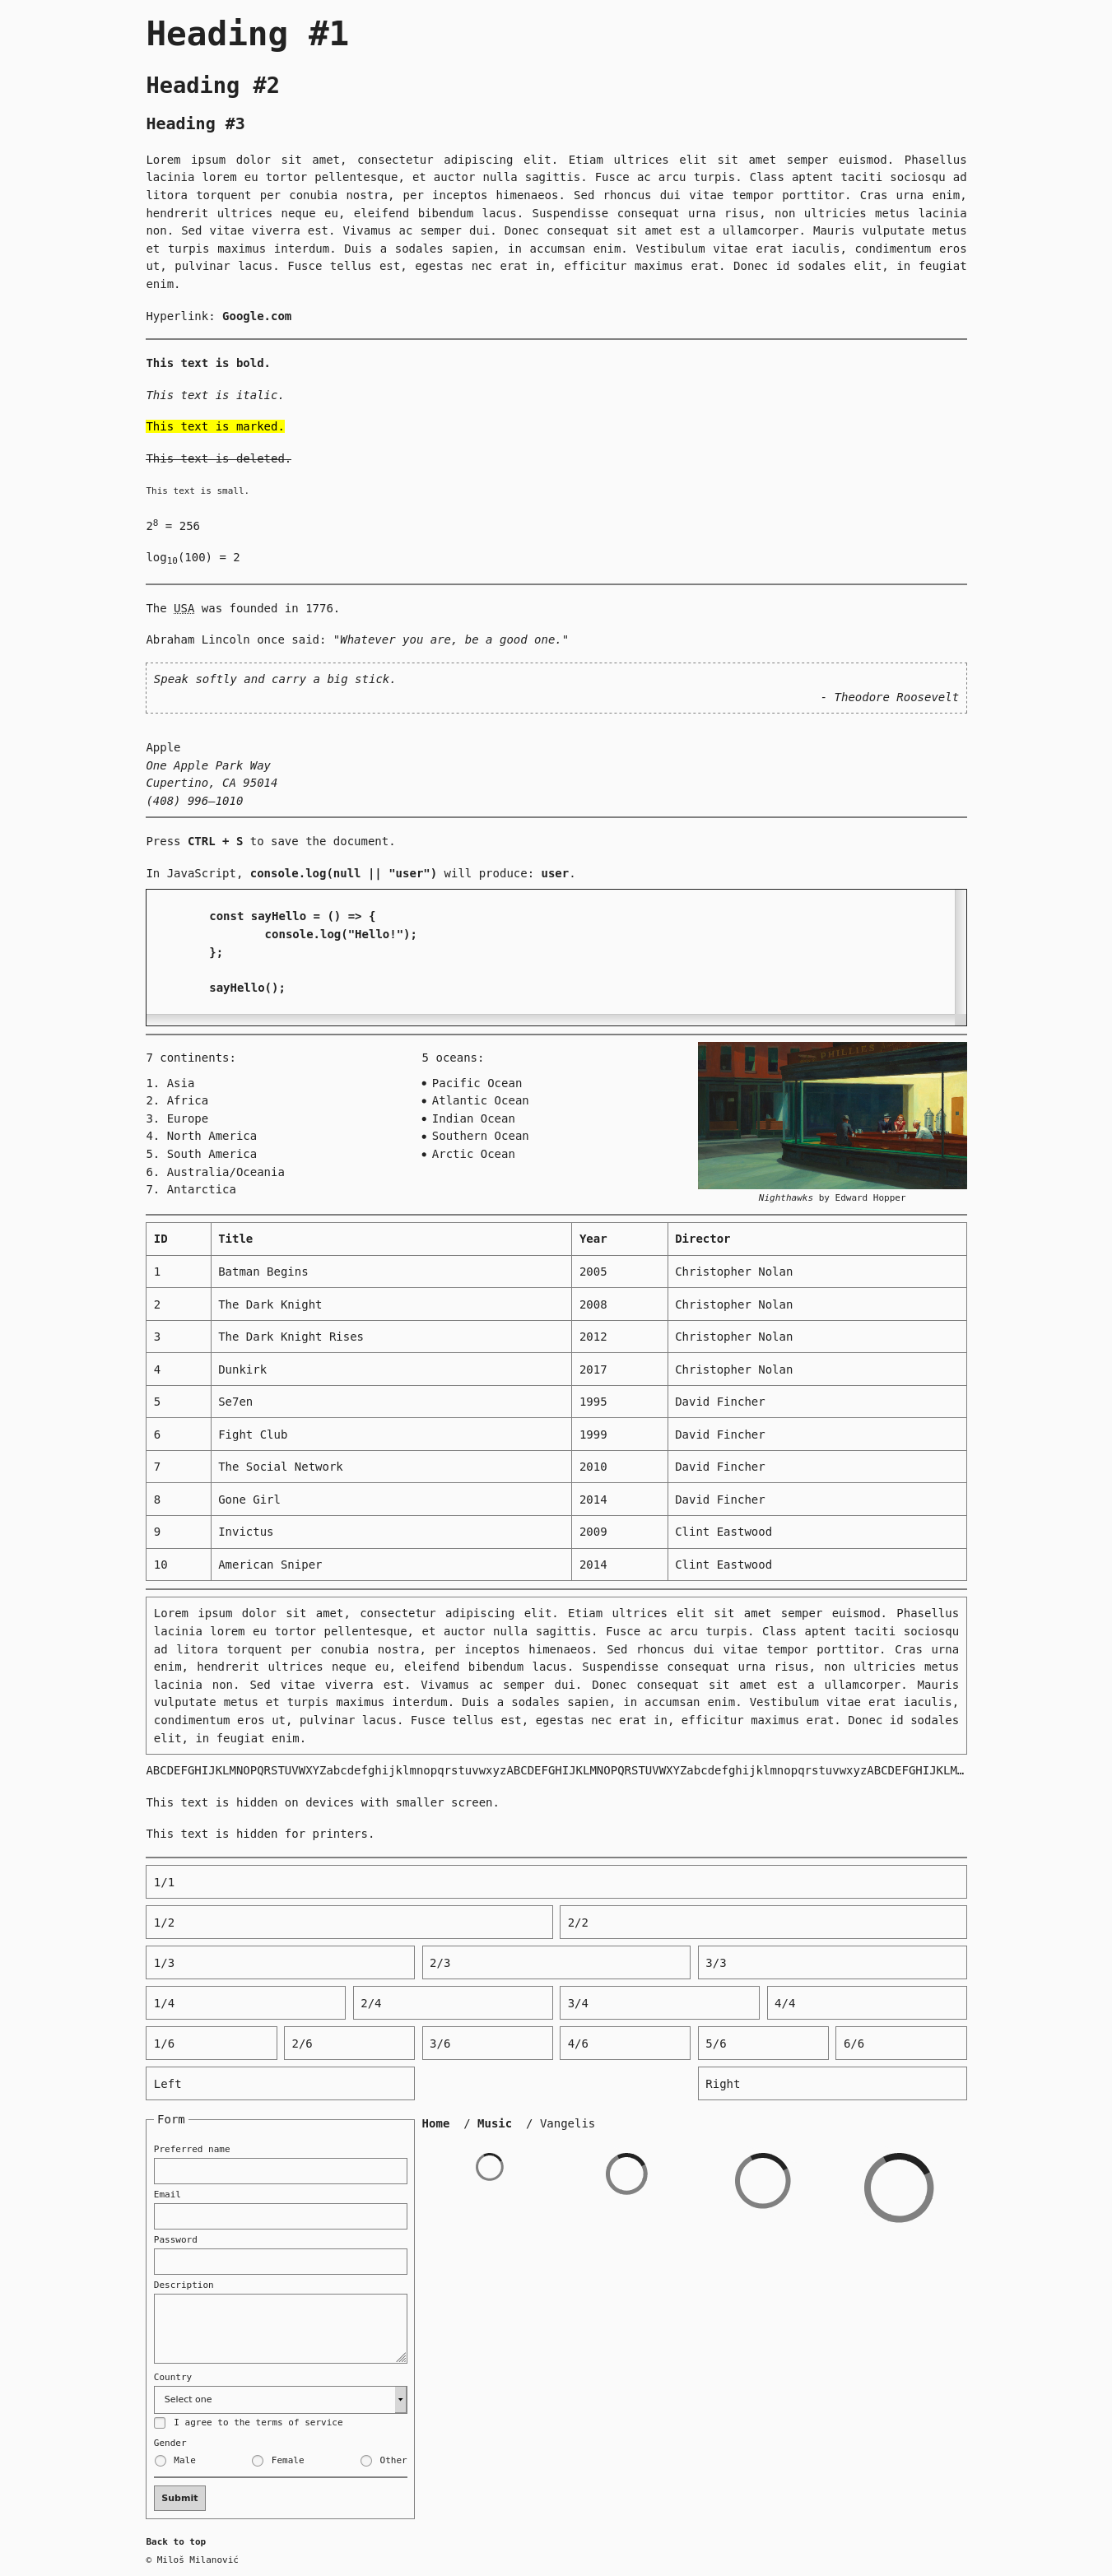 Heading #1
Heading #2
Heading #3
Lorem ipsum dolor sit amet, consectetur adipiscing elit. Etiam ultrices elit sit amet semper euismod. Phasellus
lacinia lorem eu tortor pellentesque, et auctor nulla sagittis. Fusce ac arcu turpis. Class aptent taciti sociosqu ad
litora torquent per conubia nostra, per inceptos himenaeos. Sed rhoncus dui vitae tempor porttitor. Cras urna enim,
hendrerit ultrices neque eu, eleifend bibendum lacus. Suspendisse consequat urna risus, non ultricies metus lacinia
non. Sed vitae viverra est. Vivamus ac semper dui. Donec consequat sit amet est a ullamcorper. Mauris vulputate metus
et turpis maximus interdum. Duis a sodales sapien, in accumsan enim. Vestibulum vitae erat iaculis, condimentum eros
ut, pulvinar lacus. Fusce tellus est, egestas nec erat in, efficitur maximus erat. Donec id sodales elit, in feugiat
enim.
Hyperlink: Google.com
This text is bold.
This text is italic.
This text is marked.
This text is deleted.
This text is small.
2⁸ = 256
log₁₀(100) = 2
The USA was founded in 1776.
Abraham Lincoln once said: "Whatever you are, be a good one."
Speak softly and carry a big stick.
- Theodore Roosevelt
Apple
One Apple Park Way
Cupertino, CA 95014
(408) 996–1010
Press CTRL + S to save the document.
In JavaScript, console.log(null || "user") will produce: user.
const sayHello = () => {
console.log("Hello!");
};
sayHello();
7 continents:
1. Asia
2. Africa
3. Europe
4. North America
5. South America
6. Australia/Oceania
7. Antarctica
5 oceans:
• Pacific Ocean
• Atlantic Ocean
• Indian Ocean
• Southern Ocean
• Arctic Ocean
PHILLIES
Nighthawks by Edward Hopper
ID Title Year Director
1 Batman Begins 2005 Christopher Nolan
2 The Dark Knight 2008 Christopher Nolan
3 The Dark Knight Rises 2012 Christopher Nolan
4 Dunkirk 2017 Christopher Nolan
5 Se7en 1995 David Fincher
6 Fight Club 1999 David Fincher
7 The Social Network 2010 David Fincher
8 Gone Girl 2014 David Fincher
9 Invictus 2009 Clint Eastwood
10 American Sniper 2014 Clint Eastwood
Lorem ipsum dolor sit amet, consectetur adipiscing elit. Etiam ultrices elit sit amet semper euismod. Phasellus
lacinia lorem eu tortor pellentesque, et auctor nulla sagittis. Fusce ac arcu turpis. Class aptent taciti sociosqu
ad litora torquent per conubia nostra, per inceptos himenaeos. Sed rhoncus dui vitae tempor porttitor. Cras urna
enim, hendrerit ultrices neque eu, eleifend bibendum lacus. Suspendisse consequat urna risus, non ultricies metus
lacinia non. Sed vitae viverra est. Vivamus ac semper dui. Donec consequat sit amet est a ullamcorper. Mauris
vulputate metus et turpis maximus interdum. Duis a sodales sapien, in accumsan enim. Vestibulum vitae erat iaculis,
condimentum eros ut, pulvinar lacus. Fusce tellus est, egestas nec erat in, efficitur maximus erat. Donec id sodales
elit, in feugiat enim.
ABCDEFGHIJKLMNOPQRSTUVWXYZabcdefghijklmnopqrstuvwxyzABCDEFGHIJKLMNOPQRSTUVWXYZabcdefghijklmnopqrstuvwxyzABCDEFGHIJKLM…
This text is hidden on devices with smaller screen.
This text is hidden for printers.
1/1
1/2 2/2
1/3 2/3 3/3
1/4 2/4 3/4 4/4
1/6 2/6 3/6 4/6 5/6 6/6
Left Right
Form
Preferred name
Email
Password
Description
Country
Select one
I agree to the terms of service
Gender
Male Female Other
Submit
Home / Music / Vangelis
Back to top
© Miloš Milanović